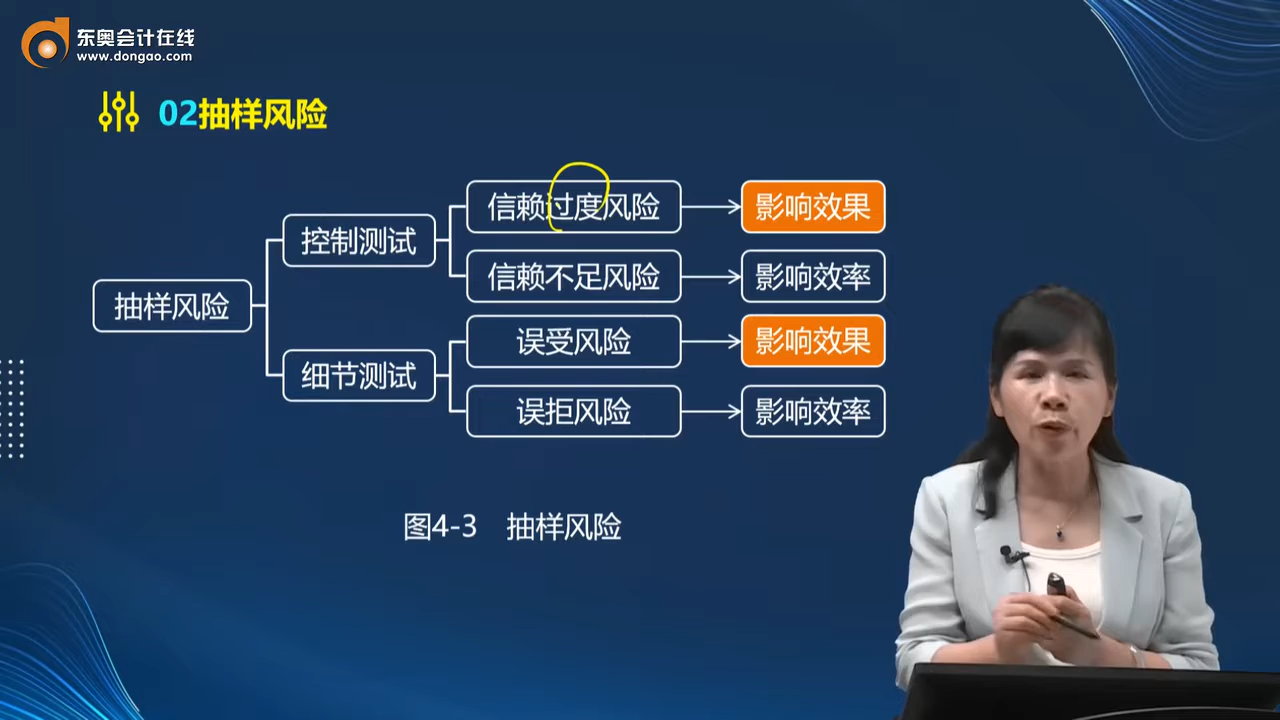 东奥会计在线
www.dongao.com
02抽样风险
抽样风险
控制测试
信赖过度风险
影响效果
信赖不足风险
影响效率
细节测试
误受风险
影响效果
误拒风险
影响效率
图4-3 抽样风险